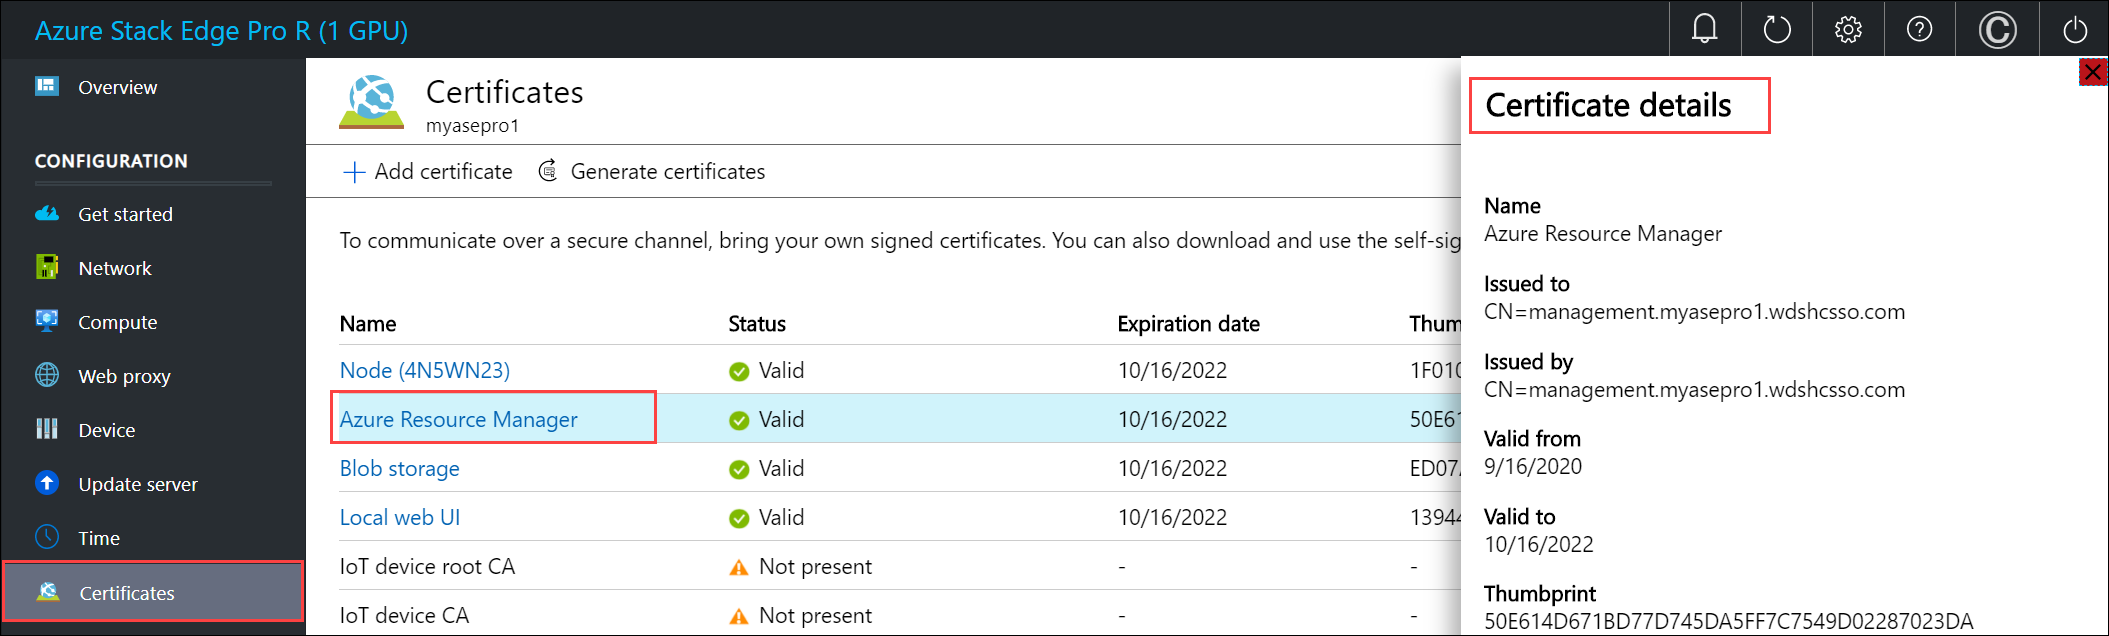 Azure Stack Edge Pro R (1 GPU)
Overview
CONFIGURATION
Get started
Network
Compute
Web proxy
Device
Update server
Time
Certificates
Certificates
myasepro1
Add certificate
Generate certificates
To communicate over a secure channel, bring your own signed certificates. You can also download and use the self-sig
Name Status Expiration date Thum
Node (4N5WN23) Valid 10/16/2022 1F010
Azure Resource Manager Valid 10/16/2022 50E61
Blob storage Valid 10/16/2022 ED07A
Local web UI Valid 10/16/2022 13944
IoT device root CA Not present - -
IoT device CA Not present - -
Certificate details
Name
Azure Resource Manager
Issued to
CN=management.myasepro1.wdshcsso.com
Issued by
CN=management.myasepro1.wdshcsso.com
Valid from
9/16/2020
Valid to
10/16/2022
Thumbprint
50E614D671BD77D745DA5FF7C7549D02287023DA